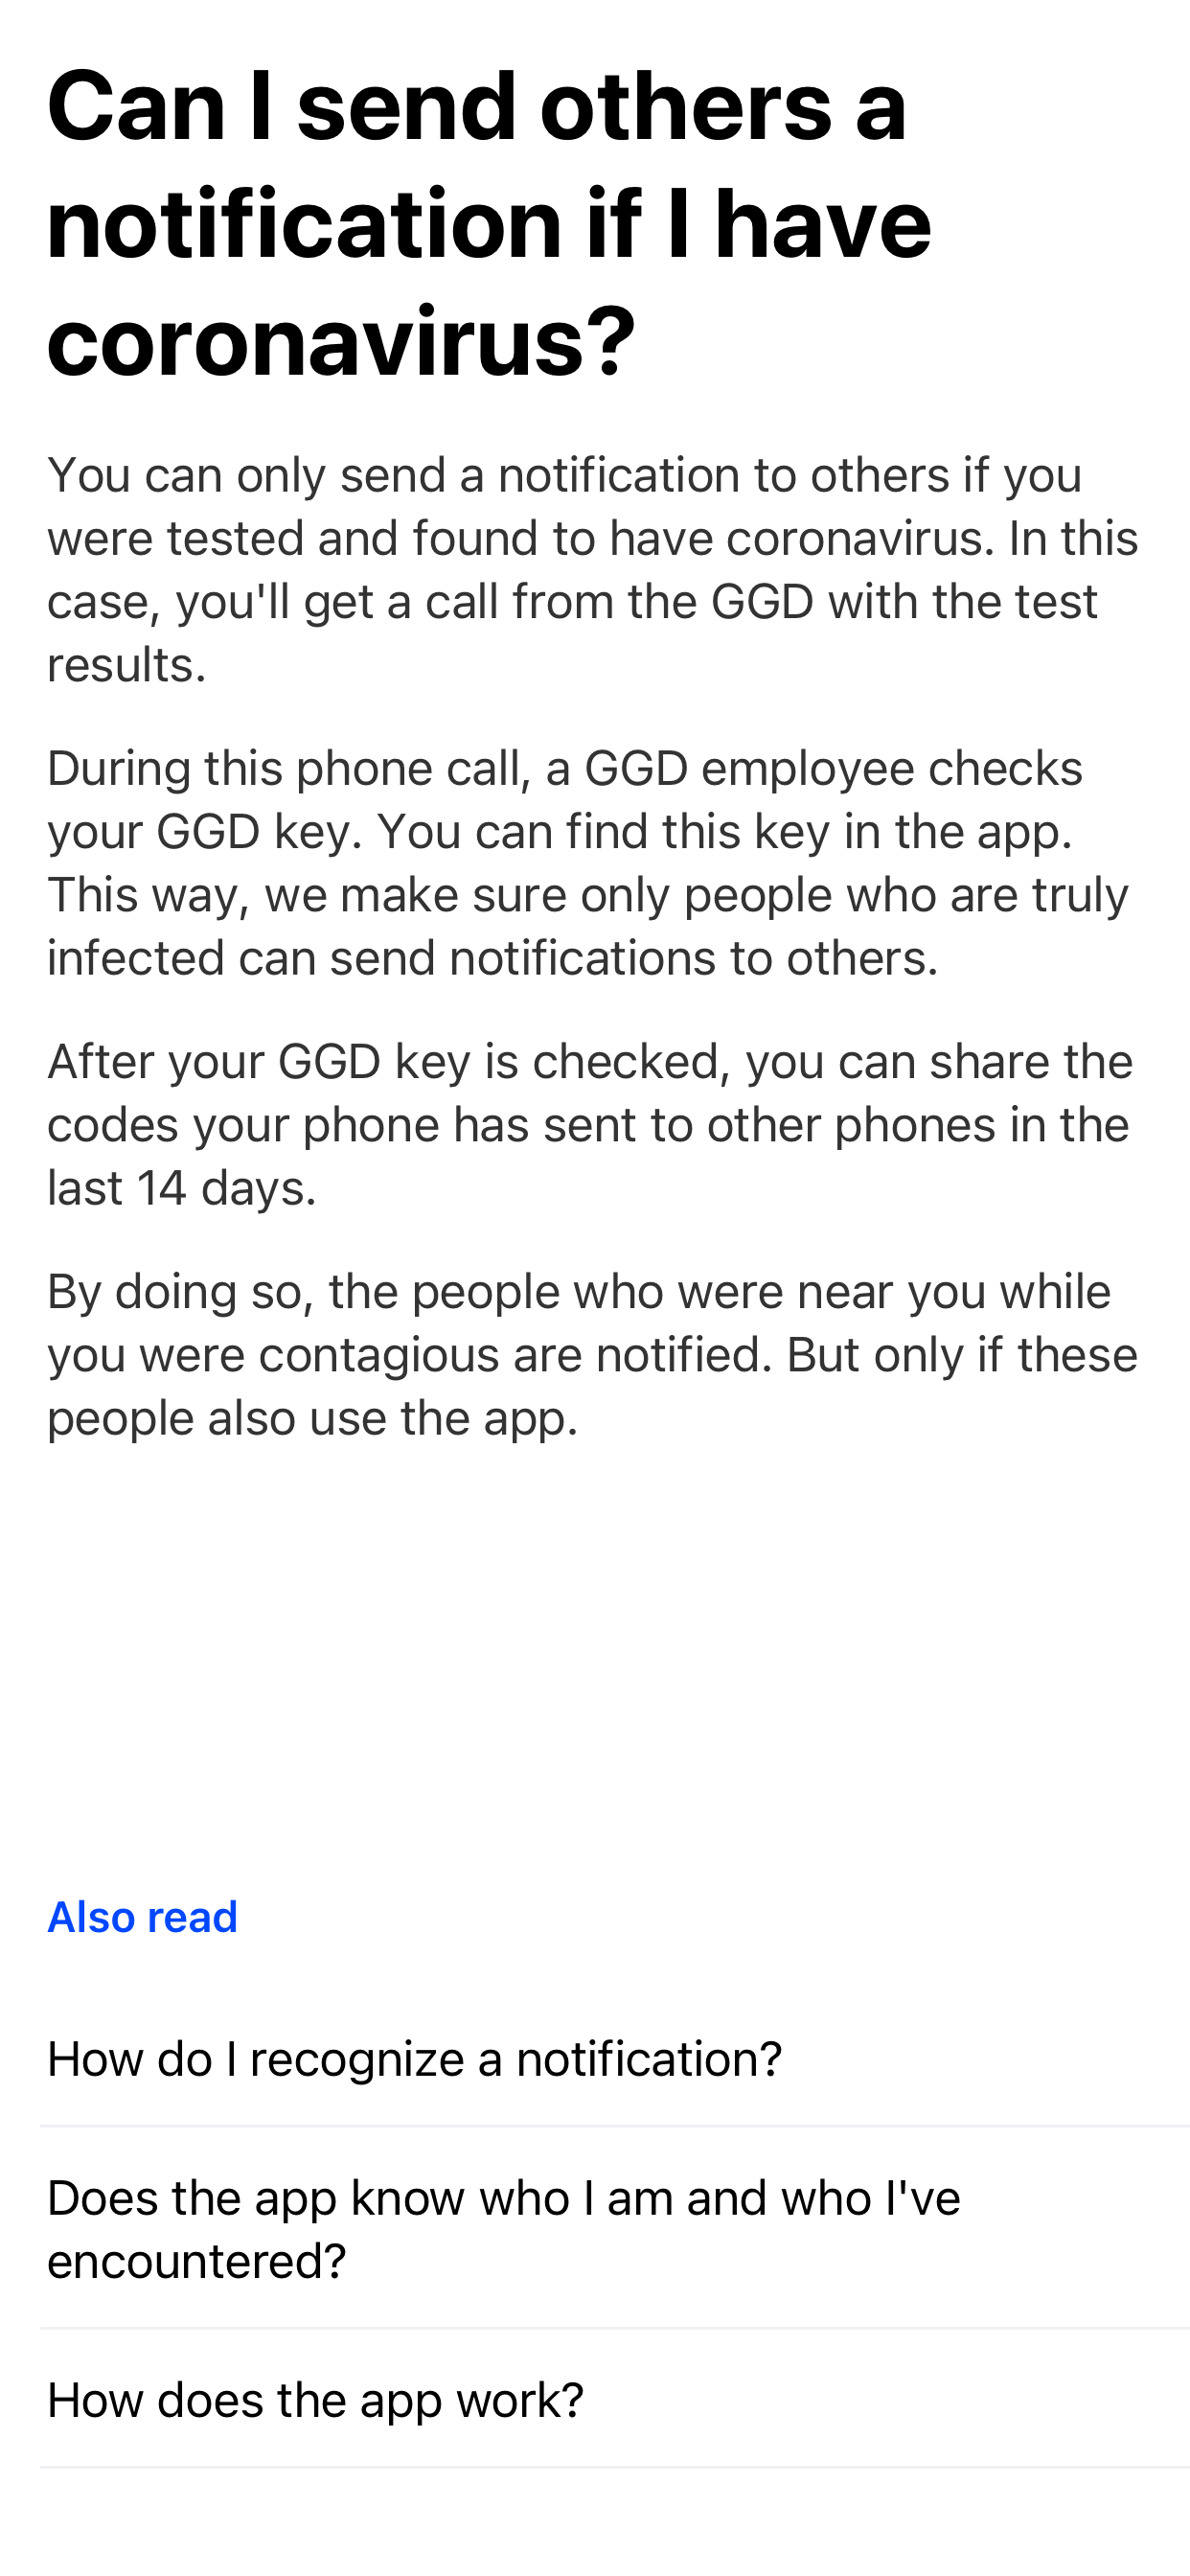 Can I send others a
notification if I have
coronavirus?
You can only send a notification to others if you
were tested and found to have coronavirus. In this
case, you'll get a call from the GGD with the test
results.
During this phone call, a GGD employee checks
your GGD key. You can find this key in the app.
This way, we make sure only people who are truly
infected can send notifications to others.
After your GGD key is checked, you can share the
codes your phone has sent to other phones in the
last 14 days.
By doing so, the people who were near you while
you were contagious are notified. But only if these
people also use the app.
Also read
How do I recognize a notification?
Does the app know who I am and who I've
encountered?
How does the app work?